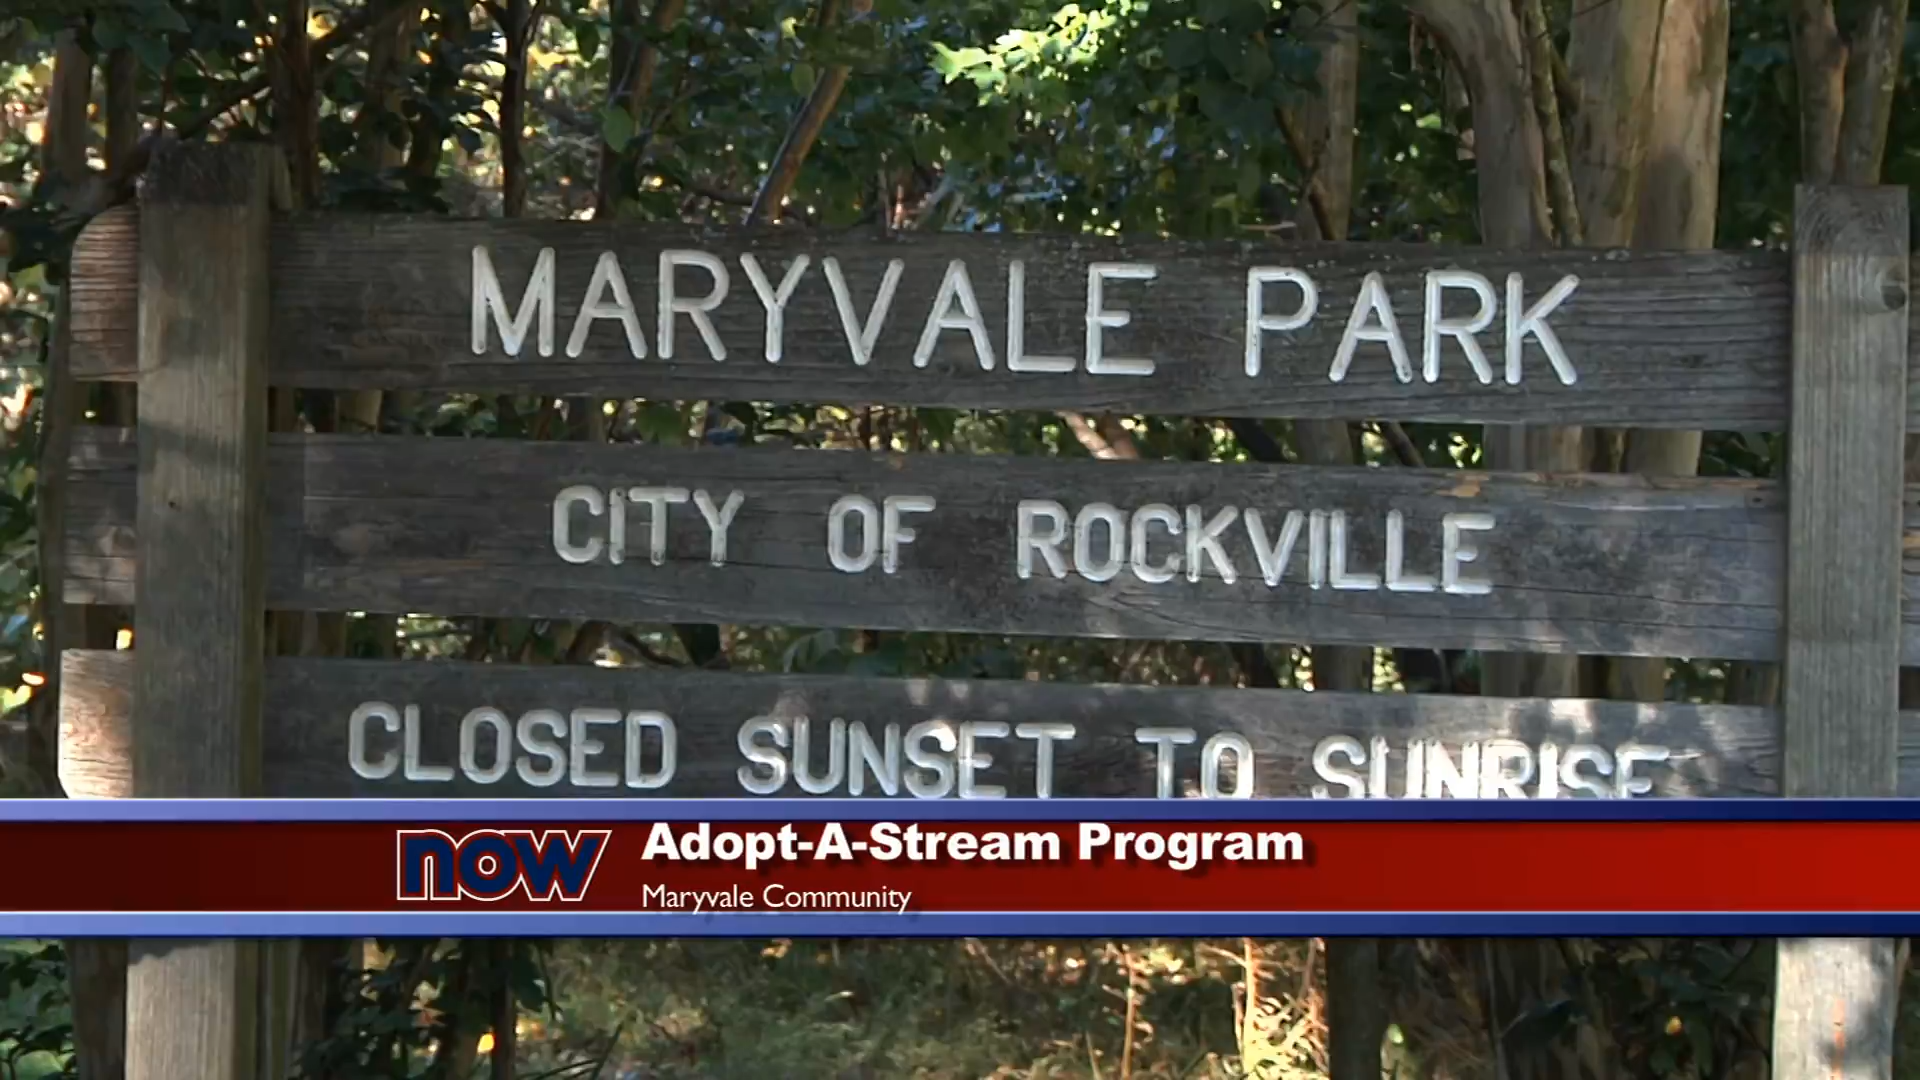 MARYVALE PARK
CITY OF ROCKVILLE
CLOSED SUNSET TO SUNRISE
now
Adopt-A-Stream Program
Maryvale Community